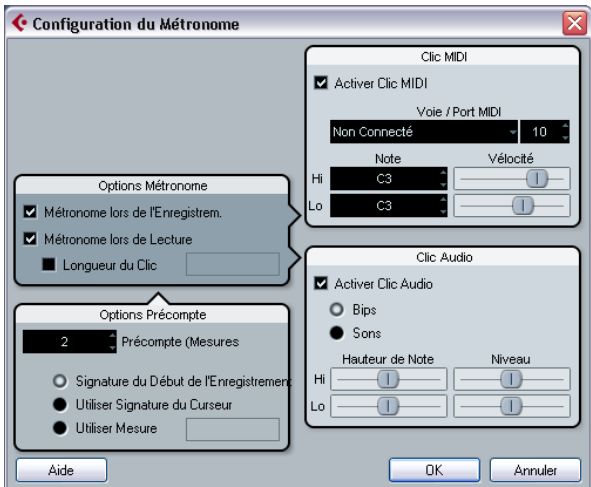 Configuration du Métronome
Clic MIDI
Activer Clic MIDI
Voie / Port MIDI
Non Connecté 10
Note Vélocité
Hi C3
Lo C3
Options Métronome
Métronome lors de l'Enregistrem.
Métronome lors de Lecture
Longueur du Clic
Clic Audio
Activer Clic Audio
Bips
Sons
Hauteur de Note Niveau
Hi
Lo
Options Précompte
2 Précompte (Mesures
Signature du Début de l'Enregistremen
Utiliser Signature du Curseur
Utiliser Mesure
Aide OK Annuler